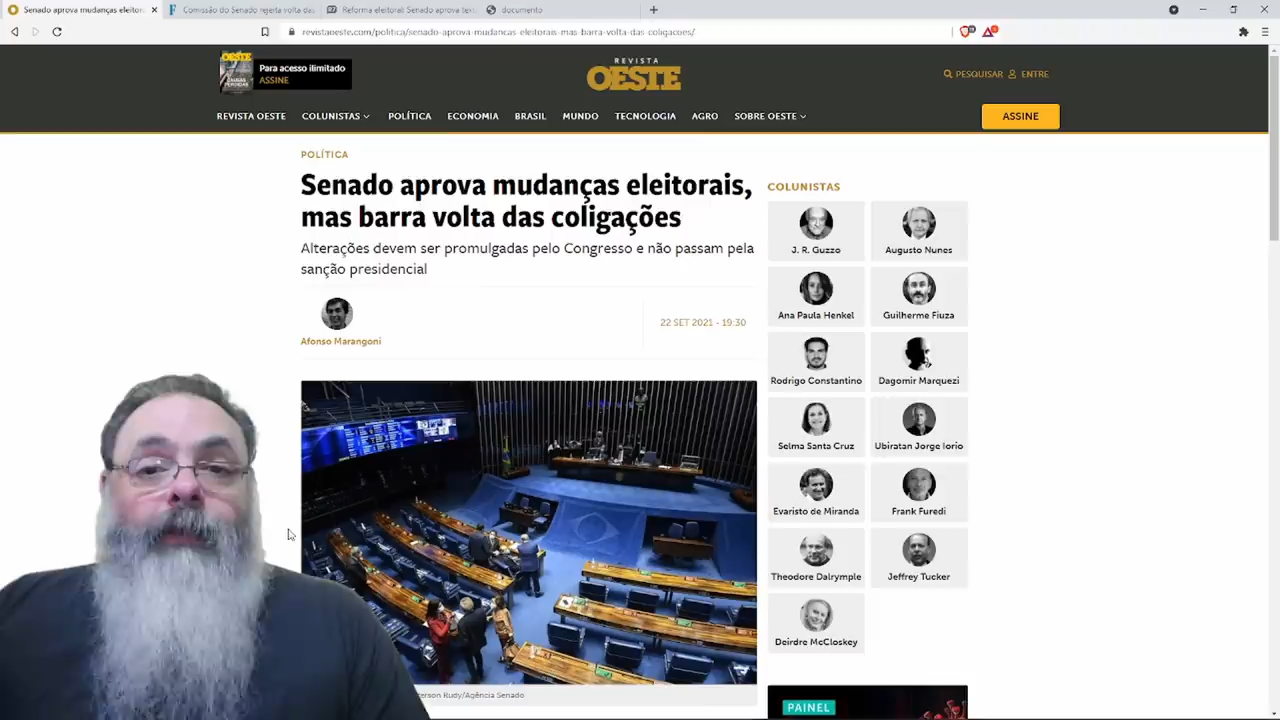 Senado aprova mudanças eleitor
Comissão do Senado rejeita volta das
Reforma eleitoral: Senado aprova text
documento
revistaoeste.com/politica/senado-aprova-mudancas-eleitorais-mas-barra-volta-das-coligacoes/
OESTE
Para acesso ilimitado
ASSINE
REVISTA
OESTE
PESQUISAR
ENTRE
REVISTA OESTE
COLUNISTAS
POLÍTICA
ECONOMIA
BRASIL
MUNDO
TECNOLOGIA
AGRO
SOBRE OESTE
ASSINE
POLÍTICA
Senado aprova mudanças eleitorais,
mas barra volta das coligações
Alterações devem ser promulgadas pelo Congresso e não passam pela
sanção presidencial
Afonso Marangoni
22 SET 2021 - 19:30
erson Rudy/Agência Senado
COLUNISTAS
J. R. Guzzo
Augusto Nunes
Ana Paula Henkel
Guilherme Fiuza
Rodrigo Constantino
Dagomir Marquezi
Selma Santa Cruz
Ubiratan Jorge Iorio
Evaristo de Miranda
Frank Furedi
Theodore Dalrymple
Jeffrey Tucker
Deirdre McCloskey
PAINEL